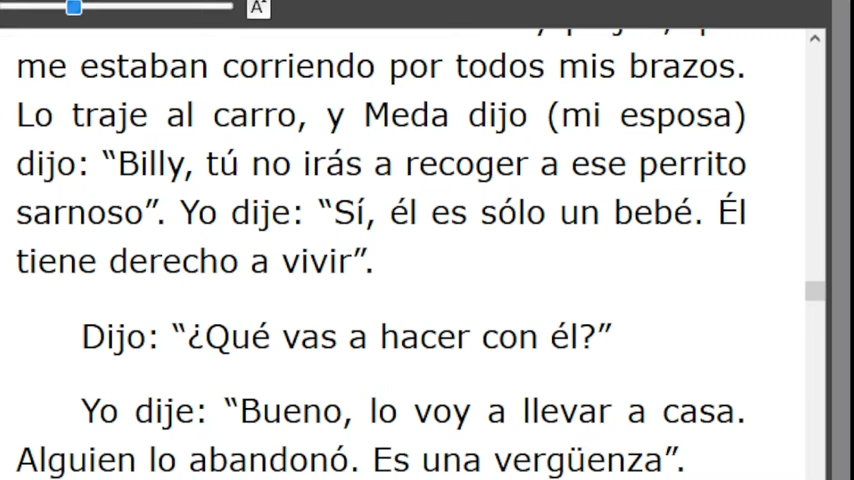 A
me estaban corriendo por todos mis brazos.
Lo traje al carro, y Meda dijo (mi esposa)
dijo: “Billy, tú no irás a recoger a ese perrito
sarnoso”. Yo dije: “Sí, él es sólo un bebé. Él
tiene derecho a vivir”.
Dijo: “¿Qué vas a hacer con él?”
Yo dije: “Bueno, lo voy a llevar a casa.
Alguien lo abandonó. Es una vergüenza”.